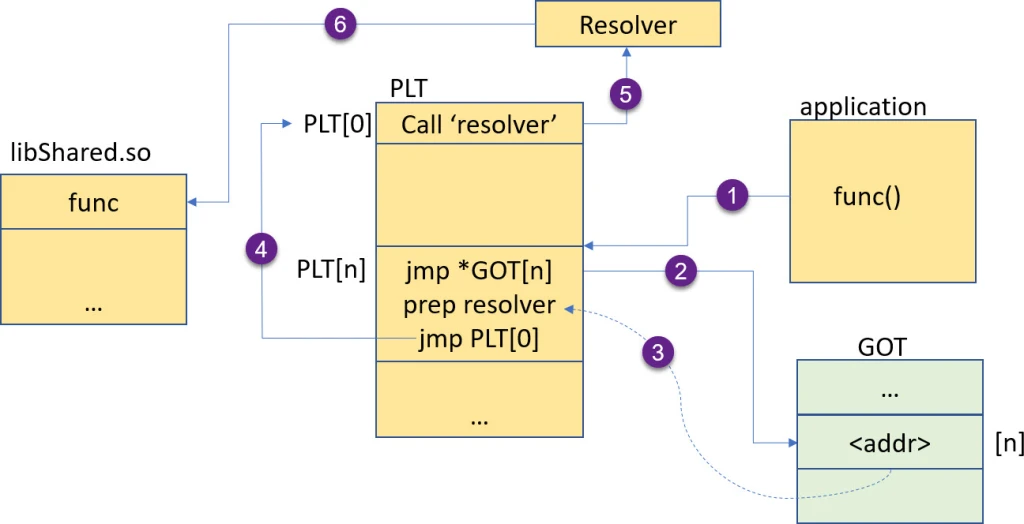 6
Resolver
5
PLT
application
PLT[0]
Call ‘resolver’
libShared.so
func
1
func()
4
PLT[n]
jmp *GOT[n]
2
prep resolver
...
jmp PLT[0]
3
GOT
...
...
<addr>
[n]